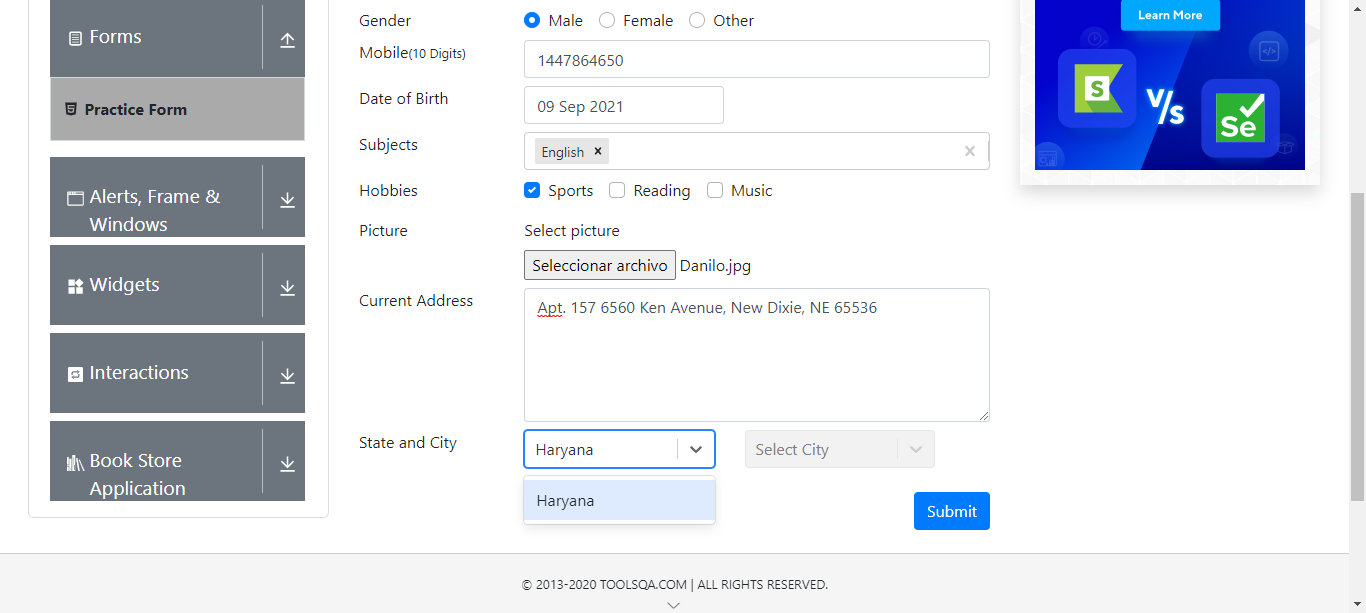 Forms
Practice Form
Alerts, Frame &
Windows
Widgets
Interactions
Book Store
Application
Gender
Male Female Other
Mobile(10 Digits)
1447864650
Date of Birth
09 Sep 2021
Subjects
English
Hobbies
Sports Reading Music
Picture
Select picture
Seleccionar archivo Danilo.jpg
Current Address
Apt. 157 6560 Ken Avenue, New Dixie, NE 65536
State and City
Haryana
Select City
Haryana
Submit
Learn More
S
V/s
Se
© 2013-2020 TOOLSQA.COM | ALL RIGHTS RESERVED.